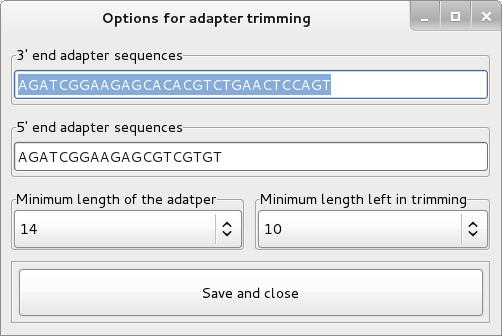 Options for adapter trimming
3' end adapter sequences
AGATCGGAAGAGCACACGTCTGAACTCCAGT
5' end adapter sequences
AGATCGGAAGAGCGTCGTGT
Minimum length of the adatper
Minimum length left in trimming
14
10
Save and close